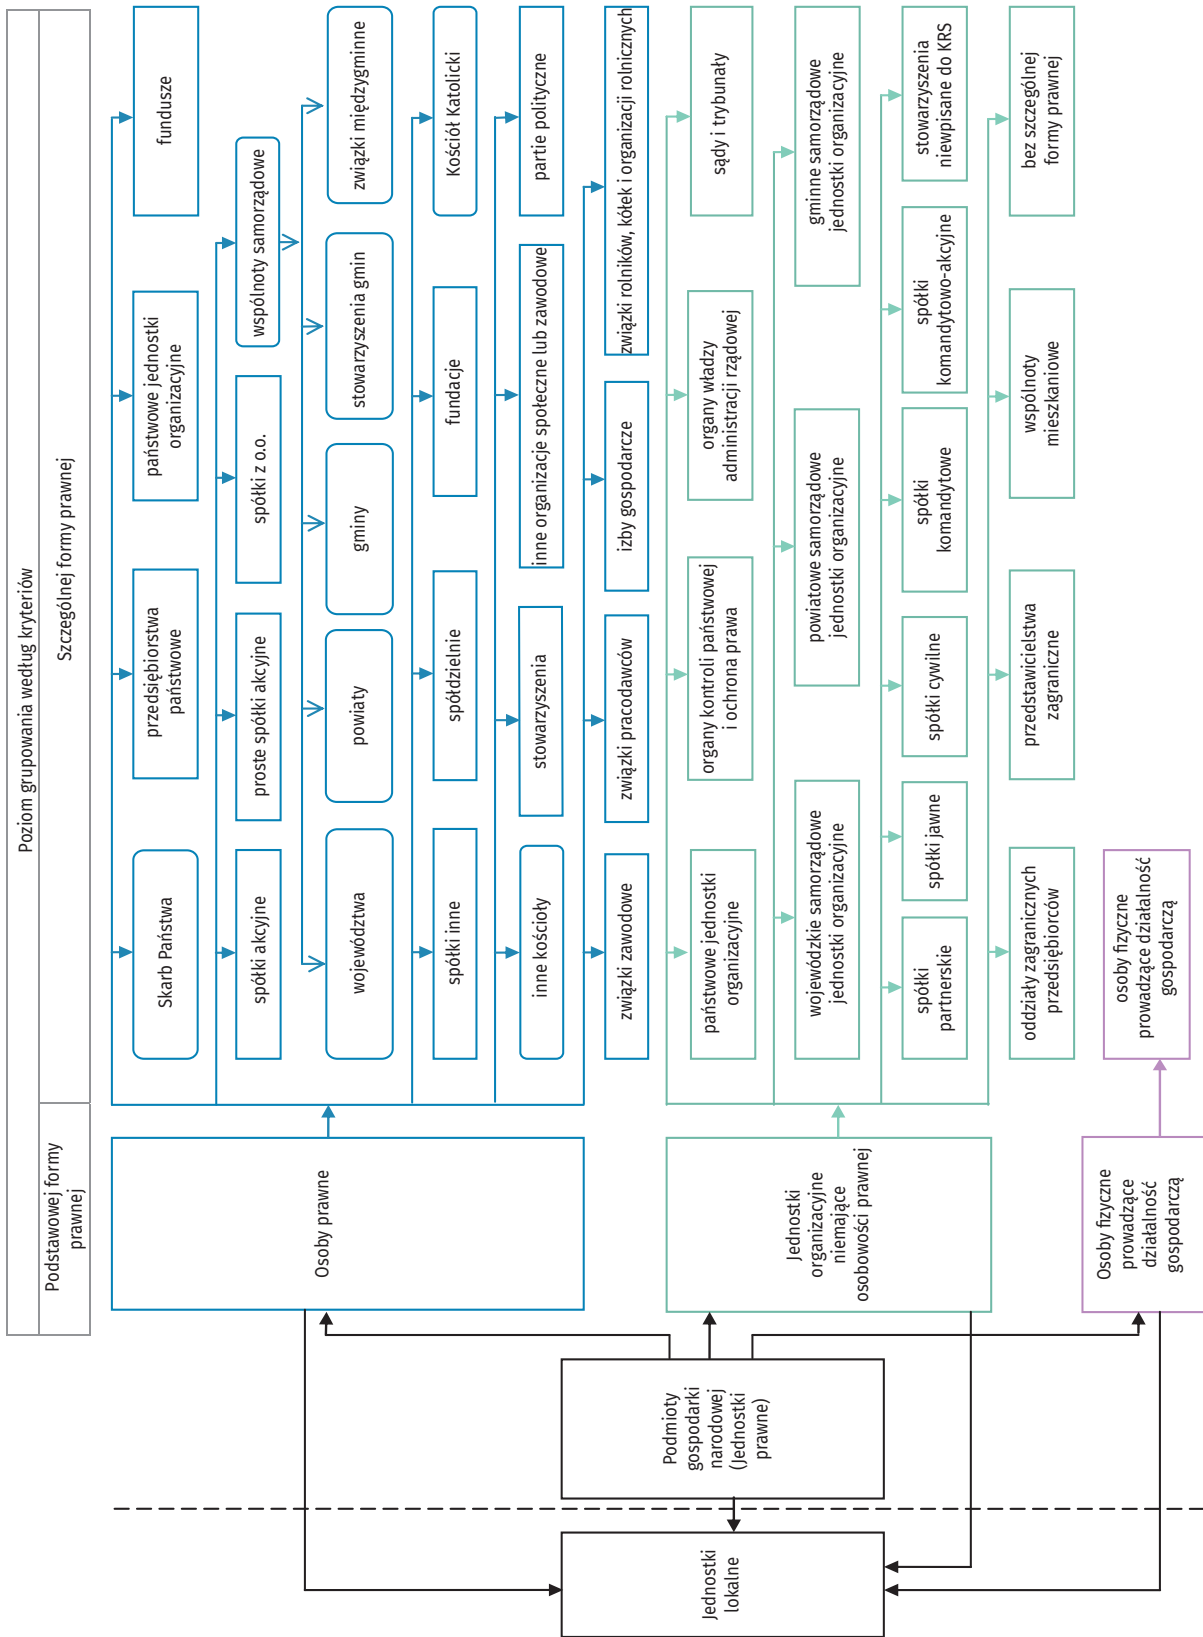 Poziom grupowania według kryteriów
Podstawowej formy
prawnej
Szczególnej formy prawnej
Jednostki
lokalne
Podmioty
gospodarki
narodowej
(Jednostki
prawne)
Osoby prawne
Skarb Państwa
przedsiębiorstwa
państwowe
państwowe jednostki
organizacyjne
fundusze
spółki akcyjne
proste spółki akcyjne
spółki z o.o.
wspólnoty samorządowe
województwa
powiaty
gminy
stowarzyszenia gmin
związki międzygminne
spółki inne
spółdzielnie
fundacje
Kościół Katolicki
inne kościoły
stowarzyszenia
inne organizacje społeczne lub zawodowe
partie polityczne
związki zawodowe
związki pracodawców
izby gospodarcze
związki rolników, kółek i organizacji rolniczych
Jednostki
organizacyjne
niemające
osobowości prawnej
państwowe jednostki
organizacyjne
organy kontroli państwowej
i ochrona prawa
organy władzy
administracji rządowej
sądy i trybunały
wojewódzkie samorządowe
jednostki organizacyjne
powiatowe samorządowe
jednostki organizacyjne
gminne samorządowe
jednostki organizacyjne
spółki
partnerskie
spółki jawne
spółki cywilne
spółki
komandytowe
spółki
komandytowo-akcyjne
stowarzyszenia
niewpisane do KRS
oddziały zagranicznych
przedsiębiorców
przedstawicielstwa
zagraniczne
wspólnoty
mieszkaniowe
bez szczególnej
formy prawnej
Osoby fizyczne
prowadzące
działalność
gospodarczą
osoby fizyczne
prowadzące działalność
gospodarczą